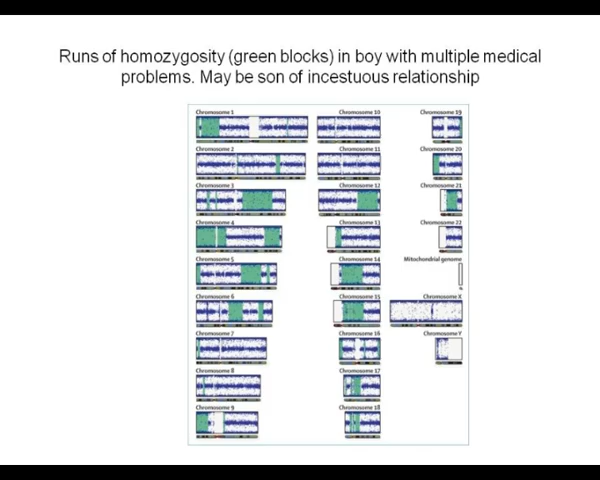 Runs of homozygosity (green blocks) in boy with multiple medical
problems. May be son of incestuous relationship
Chromosome 1
Chromosome 10
Chromosome 19
Chromosome 2
Chromosome 11
Chromosome 20
Chromosome 3
Chromosome 12
Chromosome 21
Chromosome 4
Chromosome 13
Chromosome 22
Chromosome 5
Chromosome 14
Mitochondrial genome
Chromosome 6
Chromosome 15
Chromosome X
Chromosome 7
Chromosome 16
Chromosome Y
Chromosome 8
Chromosome 17
Chromosome 9
Chromosome 18